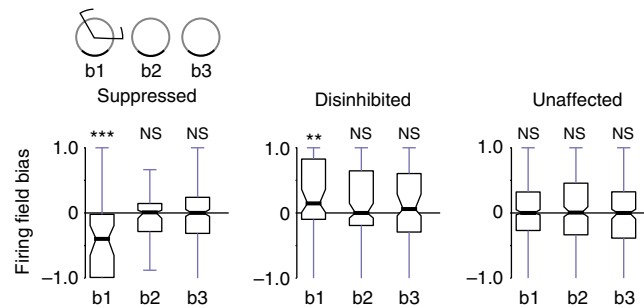 b1 b2 b3
Suppressed Disinhibited Unaffected
*** NS NS ** NS NS NS NS NS
1.0 1.0 1.0
Firing field bias
0 0 0
–1.0 –1.0 –1.0
b1 b2 b3 b1 b2 b3 b1 b2 b3